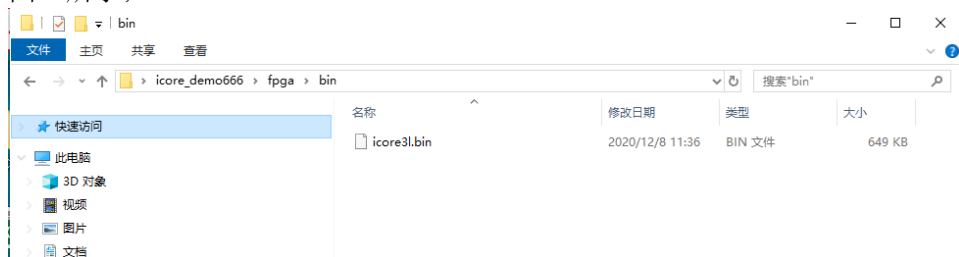 bin
文件 主页 共享 查看
icore_demo666 › fpga › bin 搜索"bin"
名称 修改日期 类型 大小
快速访问 icore3l.bin 2020/12/8 11:36 BIN 文件 649 KB
此电脑
3D 对象
视频
图片
文档